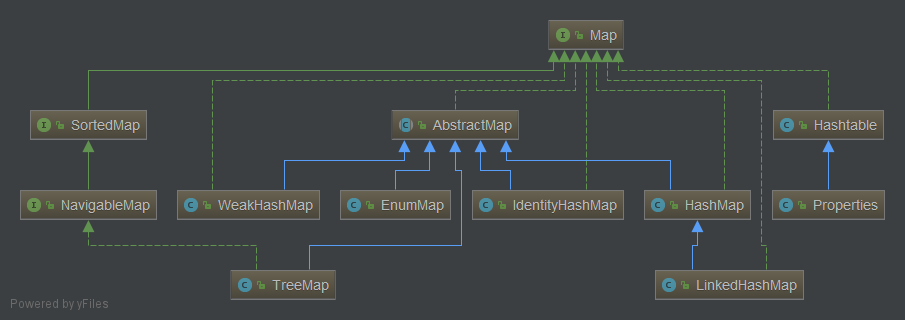 Map
SortedMap
AbstractMap
Hashtable
NavigableMap
WeakHashMap
EnumMap
IdentityHashMap
HashMap
Properties
TreeMap
LinkedHashMap
Powered by yFiles